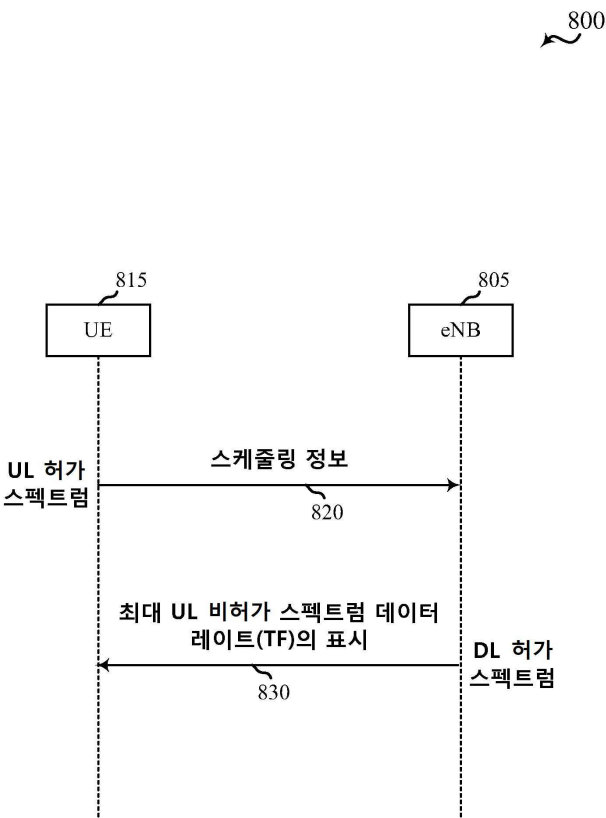 800
815
805
UE
eNB
스케줄링 정보
UL 허가
스펙트럼
820
최대 UL 비허가 스펙트럼 데이터
레이트(TF)의 표시
DL 허가
스펙트럼
830